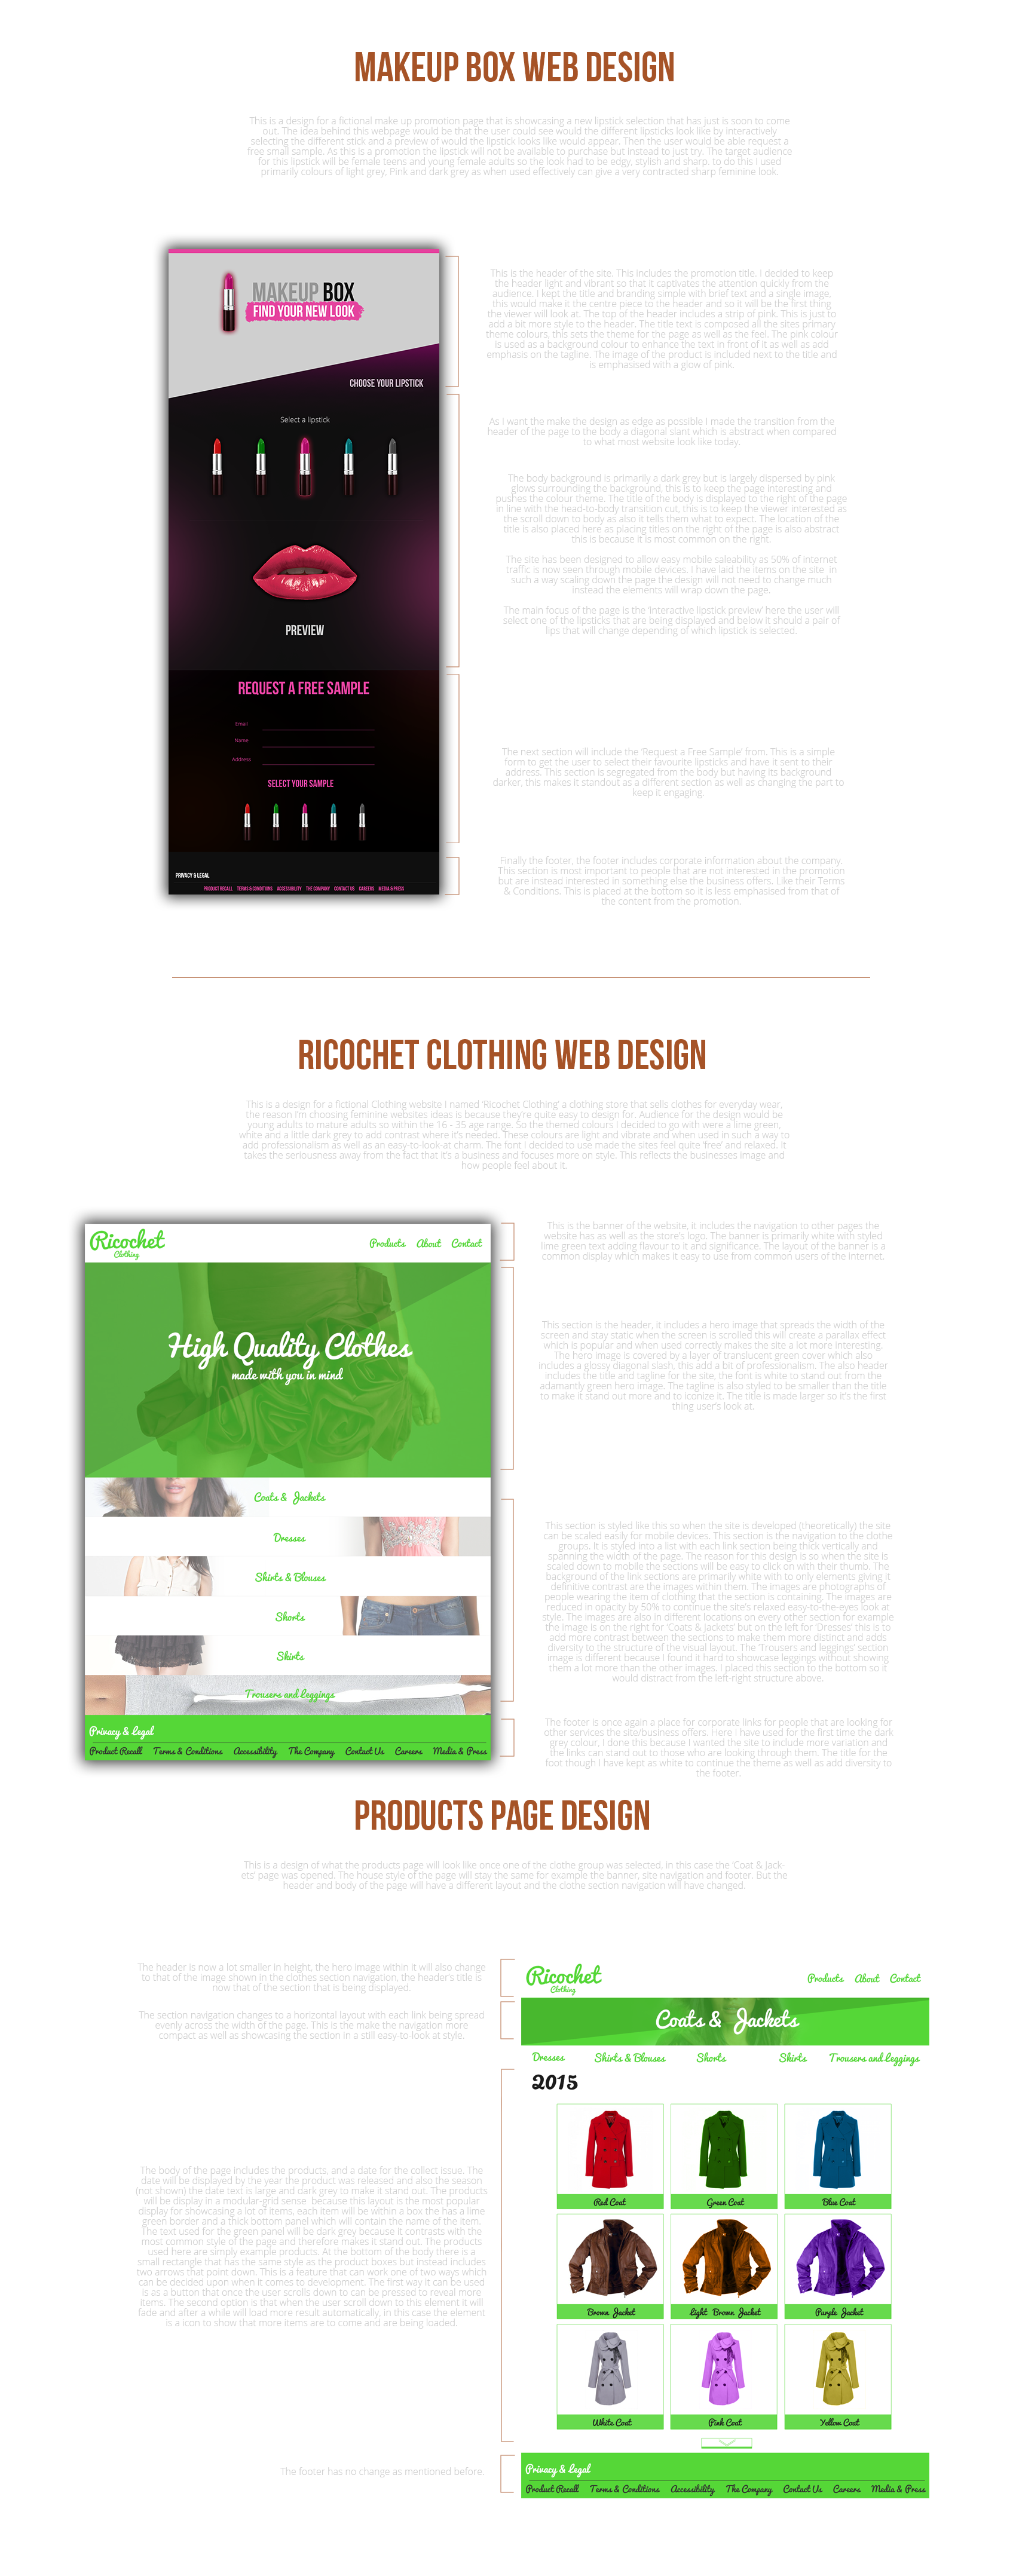 MAKEUP BOX WEB DESIGN
This is a design for a fictional make up promotion page that is showcasing a new lipstick selection that has just is soon to come
out. The idea behind this webpage would be that the user could see would the different lipsticks look like by interactively
selecting the different stick and a preview of would the lipstick looks like would appear. Then the user would be able request a
free small sample. As this is a promotion the lipstick will not be available to purchase but instead to just try. The target audience
for this lipstick will be female teens and young female adults so the look had to be edgy, stylish and sharp. to do this I used
primarily colours of light grey, Pink and dark grey as when used effectively can give a very contracted sharp feminine look.
MAKEUP BOX
FIND YOUR NEW LOOK
CHOOSE YOUR LIPSTICK
Select a lipstick
PREVIEW
REQUEST A FREE SAMPLE
Email
Name
Address
SELECT YOUR SAMPLE
PRIVACY & LEGAL
PRODUCT RECALL TERMS & CONDITIONS ACCESSIBILITY THE COMPANY CONTACT US CAREERS MEDIA & PRESS
This is the header of the site. This includes the promotion title. I decided to keep
the header light and vibrant so that it captivates the attention quickly from the
audience. I kept the title and branding simple with brief text and a single image,
this would make it the centre piece to the header and so it will be the first thing
the viewer will look at. The top of the header includes a strip of pink. This is just to
add a bit more style to the header. The title text is composed all the sites primary
theme colours, this sets the theme for the page as well as the feel. The pink colour
is used as a background colour to enhance the text in front of it as well as add
emphasis on the tagline. The image of the product is included next to the title and
is emphasised with a glow of pink.
As I want the make the design as edge as possible I made the transition from the
header of the page to the body a diagonal slant which is abstract when compared
to what most website look like today.
The body background is primarily a dark grey but is largely dispersed by pink
glows surrounding the background, this is to keep the page interesting and
pushes the colour theme. The title of the body is displayed to the right of the page
in line with the head-to-body transition cut, this is to keep the viewer interested as
the scroll down to body as also it tells them what to expect. The location of the
title is also placed here as placing titles on the right of the page is also abstract
this is because it is most common on the right.
The site has been designed to allow easy mobile saleability as 50% of internet
traffic is now seen through mobile devices. I have laid the items on the site in
such a way scaling down the page the design will not need to change much
instead the elements will wrap down the page.
The main focus of the page is the 'interactive lipstick preview' here the user will
select one of the lipsticks that are being displayed and below it should a pair of
lips that will change depending of which lipstick is selected.
The next section will include the 'Request a Free Sample' from. This is a simple
form to get the user to select their favourite lipsticks and have it sent to their
address. This section is segregated from the body but having its background
darker, this makes it standout as a different section as well as changing the part to
keep it engaging.
Finally the footer, the footer includes corporate information about the company.
This section is most important to people that are not interested in the promotion
but are instead interested in something else the business offers. Like their Terms
& Conditions. This is placed at the bottom so it is less emphasised from that of
the content from the promotion.
RICOCHET CLOTHING WEB DESIGN
This is a design for a fictional Clothing website I named 'Ricochet Clothing' a clothing store that sells clothes for everyday wear,
the reason I'm choosing feminine websites ideas is because they're quite easy to design for. Audience for the design would be
young adults to mature adults so within the 16 - 35 age range. So the themed colours I decided to go with were a lime green,
white and a little dark grey to add contrast where it's needed. These colours are light and vibrate and when used in such a way to
add professionalism as well as an easy-to-look-at charm. The font I decided to use made the sites feel quite 'free' and relaxed. It
takes the seriousness away from the fact that it's a business and focuses more on style. This reflects the businesses image and
how people feel about it.
Ricochet
Clothing
Products About Contact
High Quality Clothes
made with you in mind
Coats & Jackets
Dresses
Shirts & Blouses
Shorts
Skirts
Trousers and Leggings
Privacy & Legal
Product Recall Terms & Conditions Accessibility The Company Contact Us Careers Media & Press
This is the banner of the website, it includes the navigation to other pages the
website has as well as the store's logo. The banner is primarily white with styled
lime green text adding flavour to it and significance. The layout of the banner is a
common display which makes it easy to use from common users of the internet.
This section is the header, it includes a hero image that spreads the width of the
screen and stay static when the screen is scrolled this will create a parallax effect
which is popular and when used correctly makes the site a lot more interesting.
The hero image is covered by a layer of translucent green cover which also
includes a glossy diagonal slash, this add a bit of professionalism. The also header
includes the title and tagline for the site, the font is white to stand out from the
adamantly green hero image. The tagline is also styled to be smaller than the title
to make it stand out more and to iconize it. The title is made larger so it's the first
thing user's look at.
This section is styled like this so when the site is developed (theoretically) the site
can be scaled easily for mobile devices. This section is the navigation to the clothe
groups. It is styled into a list with each link section being thick vertically and
spanning the width of the page. The reason for this design is so when the site is
scaled down to mobile the sections will be easy to click on with their thumb. The
background of the link sections are primarily white with to only elements giving it
definitive contrast are the images within them. The images are photographs of
people wearing the item of clothing that the section is containing. The images are
reduced in opacity by 50% to continue the site's relaxed easy-to-the-eyes look at
style. The images are also in different locations on every other section for example
the image is on the right for 'Coats & Jackets' but on the left for 'Dresses' this is to
add more contrast between the sections to make them more distinct and adds
diversity to the structure of the visual layout. The 'Trousers and leggings' section
image is different because I found it hard to showcase leggings without showing
them a lot more than the other images. I placed this section to the bottom so it
would distract from the left-right structure above.
The footer is once again a place for corporate links for people that are looking for
other services the site/business offers. Here I have used for the first time the dark
grey colour, I done this because I wanted the site to include more variation and
the links can stand out to those who are looking through them. The title for the
foot though I have kept as white to continue the theme as well as add diversity to
the footer.
PRODUCTS PAGE DESIGN
This is a design of what the products page will look like once one of the clothe group was selected, in this case the 'Coat & Jack-
ets' page was opened. The house style of the page will stay the same for example the banner, site navigation and footer. But the
header and body of the page will have a different layout and the clothe section navigation will have changed.
The header is now a lot smaller in height, the hero image within it will also change
to that of the image shown in the clothes section navigation, the header's title is
now that of the section that is being displayed.
The section navigation changes to a horizontal layout with each link being spread
evenly across the width of the page. This is the make the navigation more
compact as well as showcasing the section in a still easy-to-look at style.
The body of the page includes the products, and a date for the collect issue. The
date will be displayed by the year the product was released and also the season
(not shown) the date text is large and dark grey to make it stand out. The products
will be display in a modular-grid sense because this layout is the most popular
display for showcasing a lot of items, each item will be within a box the has a lime
green border and a thick bottom panel which will contain the name of the item.
The text used for the green panel will be dark grey because it contrasts with the
most common style of the page and therefore makes it stand out. The products
used here are simply example products. At the bottom of the body there is a
small rectangle that has the same style as the product boxes but instead includes
two arrows that point down. This is a feature that can work one of two ways which
can be decided upon when it comes to development. The first way it can be used
is as a button that once the user scrolls down to can be pressed to reveal more
items. The second option is that when the user scroll down to this element it will
fade and after a while will load more result automatically, in this case the element
is a icon to show that more items are to come and are being loaded.
The footer has no change as mentioned before.
Ricochet
Clothing
Products About Contact
Coats & Jackets
Dresses Shirts & Blouses Shorts Skirts Trousers and Leggings
2015
Red Coat Green Coat Blue Coat
Brown Jacket Light Brown Jacket Purple Jacket
White Coat Pink Coat Yellow Coat
Privacy & Legal
Product Recall Terms & Conditions Accessibility The Company Contact Us Careers Media & Press